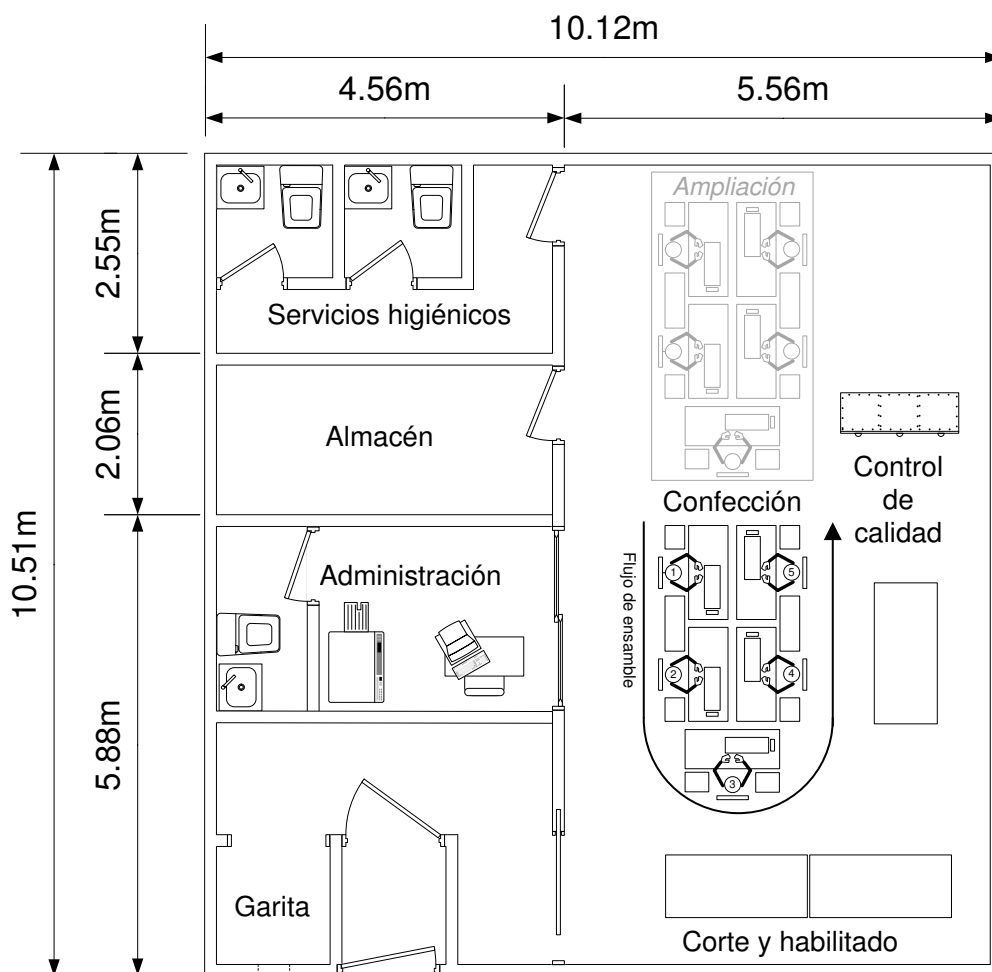 10.12m
4.56m
5.56m
2.55m
2.06m
10.51m
5.88m
Ampliación
Servicios higiénicos
Almacén
Confección
Control
de
calidad
Administración
Flujo de ensamble
1
5
2
4
3
Garita
Corte y habilitado